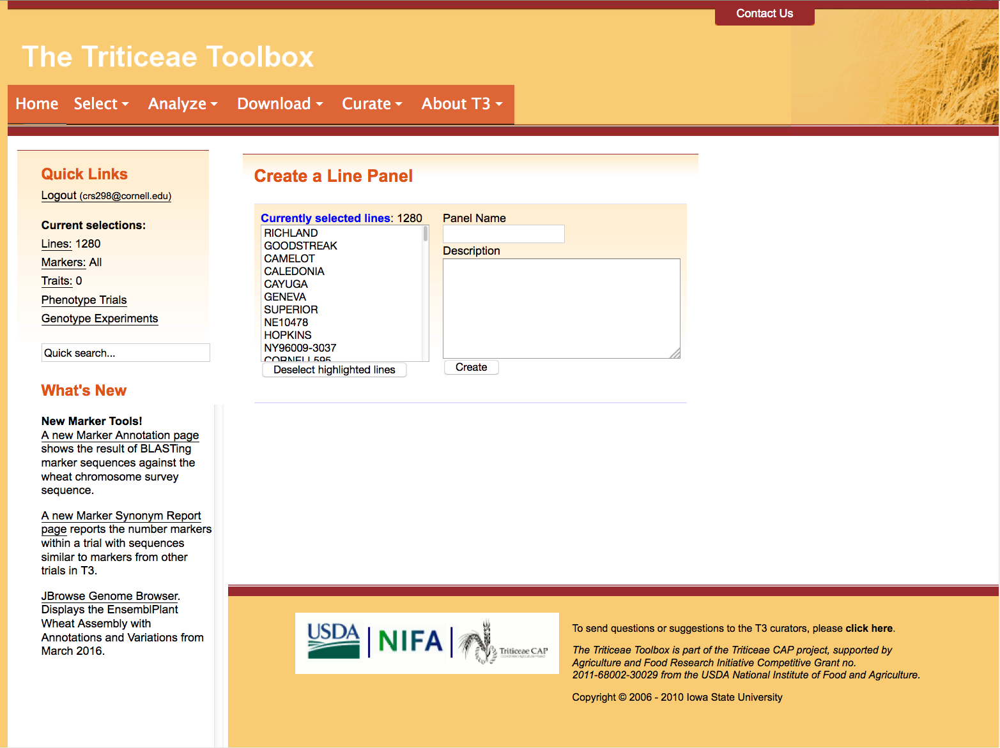 Contact Us
The Triticeae Toolbox
Home Select Analyze Download Curate About T3
Quick Links
Logout (crs298@cornell.edu)
Current selections:
Lines: 1280
Markers: All
Traits: 0
Phenotype Trials
Genotype Experiments
Quick search...
What's New
New Marker Tools!
A new Marker Annotation page
shows the result of BLASTing
marker sequences against the
wheat chromosome survey
sequence.
A new Marker Synonym Report
page reports the number markers
within a trial with sequences
similar to markers from other
trials in T3.
JBrowse Genome Browser.
Displays the EnsemblPlant
Wheat Assembly with
Annotations and Variations from
March 2016.
Create a Line Panel
Currently selected lines: 1280
RICHLAND
GOODSTREAK
CAMELOT
CALEDONIA
CAYUGA
GENEVA
SUPERIOR
NE10478
HOPKINS
NY96009-3037
CORNELL595
Deselect highlighted lines
Panel Name
Description
Create
USDA NIFA Triticeae CAP
To send questions or suggestions to the T3 curators, please click here.
The Triticeae Toolbox is part of the Triticeae CAP project, supported by
Agriculture and Food Research Initiative Competitive Grant no.
2011-68002-30029 from the USDA National Institute of Food and Agriculture.
Copyright © 2006 - 2010 Iowa State University